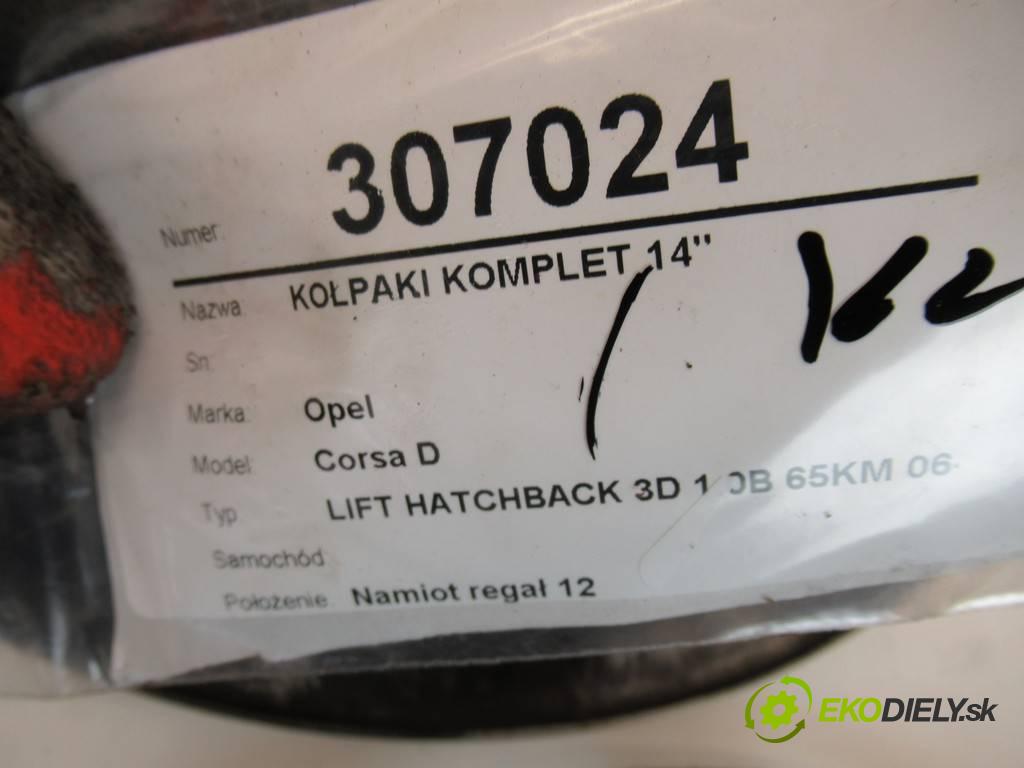 Numer: 307024
Nazwa: KOŁPAKI KOMPLET 14"
Sn:
Marka: Opel
Model: Corsa D
Typ: LIFT HATCHBACK 3D 1.0B 65KM 06-
Samochód:
Położenie: Namiot regał 12
EKODIELY.sk